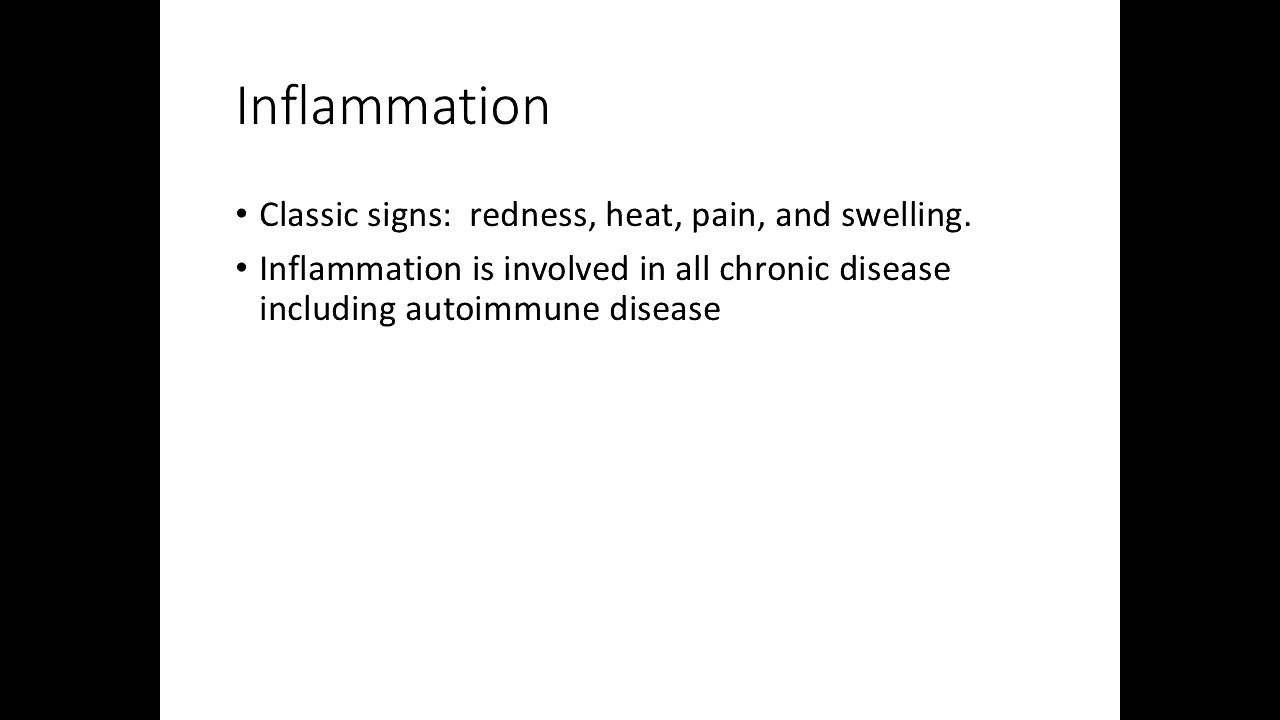 Inflammation
• Classic signs:  redness, heat, pain, and swelling.
• Inflammation is involved in all chronic disease
including autoimmune disease